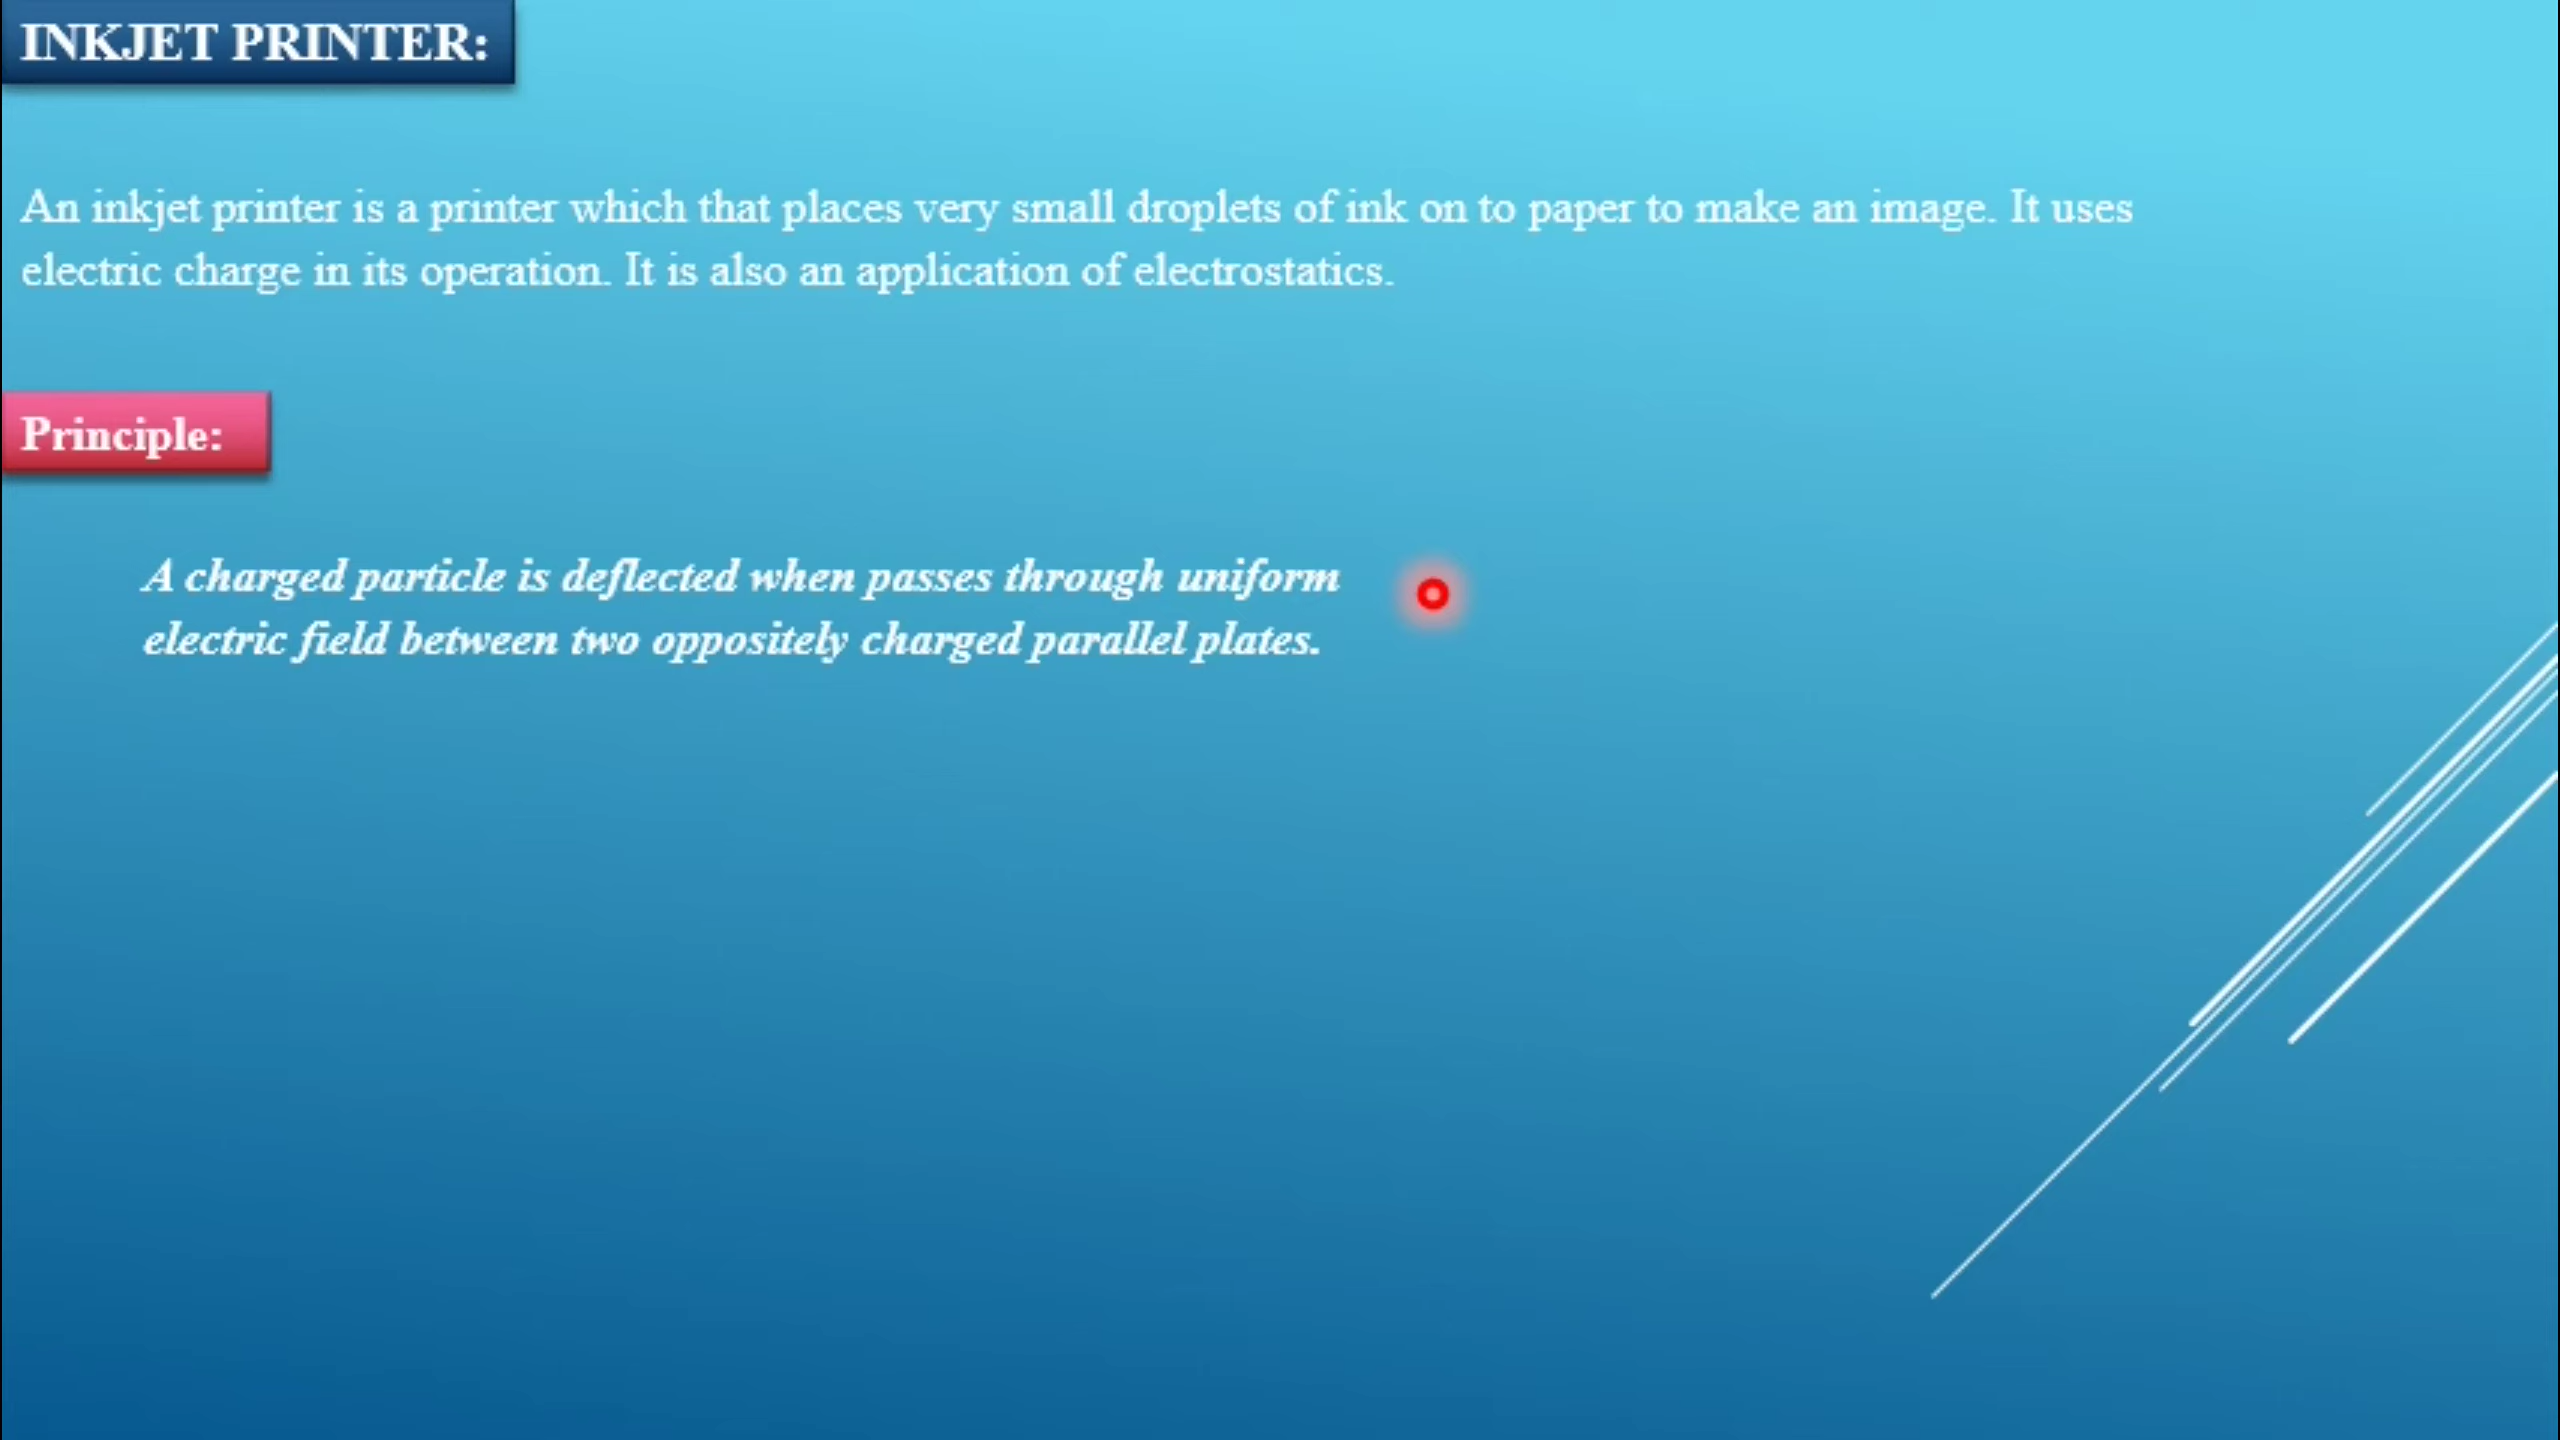 INKJET PRINTER:
An inkjet printer is a printer which that places very small droplets of ink on to paper to make an image. It uses
electric charge in its operation. It is also an application of electrostatics.
Principle:
A charged particle is deflected when passes through uniform
electric field between two oppositely charged parallel plates.